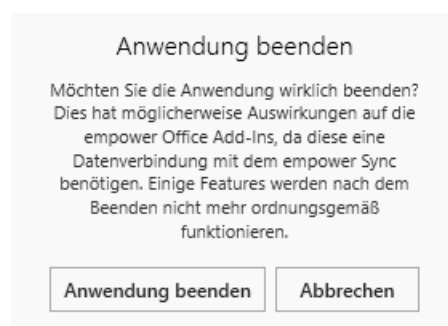 Anwendung beenden
Möchten Sie die Anwendung wirklich beenden?
Dies hat möglicherweise Auswirkungen auf die
empower Office Add-Ins, da diese eine
Datenverbindung mit dem empower Sync
benötigen. Einige Features werden nach dem
Beenden nicht mehr ordnungsgemäß
funktionieren.
Anwendung beenden
Abbrechen